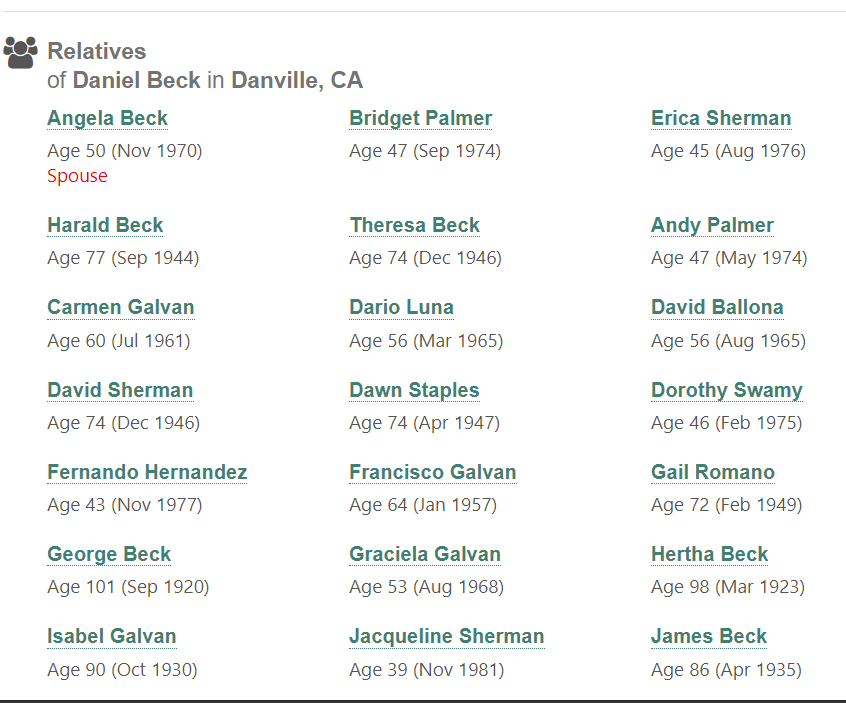 Relatives
of Daniel Beck in Danville, CA
Angela Beck
Age 50 (Nov 1970)
Spouse
Bridget Palmer
Age 47 (Sep 1974)
Erica Sherman
Age 45 (Aug 1976)
Harald Beck
Age 77 (Sep 1944)
Theresa Beck
Age 74 (Dec 1946)
Andy Palmer
Age 47 (May 1974)
Carmen Galvan
Age 60 (Jul 1961)
Dario Luna
Age 56 (Mar 1965)
David Ballona
Age 56 (Aug 1965)
David Sherman
Age 74 (Dec 1946)
Dawn Staples
Age 74 (Apr 1947)
Dorothy Swamy
Age 46 (Feb 1975)
Fernando Hernandez
Age 43 (Nov 1977)
Francisco Galvan
Age 64 (Jan 1957)
Gail Romano
Age 72 (Feb 1949)
George Beck
Age 101 (Sep 1920)
Graciela Galvan
Age 53 (Aug 1968)
Hertha Beck
Age 98 (Mar 1923)
Isabel Galvan
Age 90 (Oct 1930)
Jacqueline Sherman
Age 39 (Nov 1981)
James Beck
Age 86 (Apr 1935)